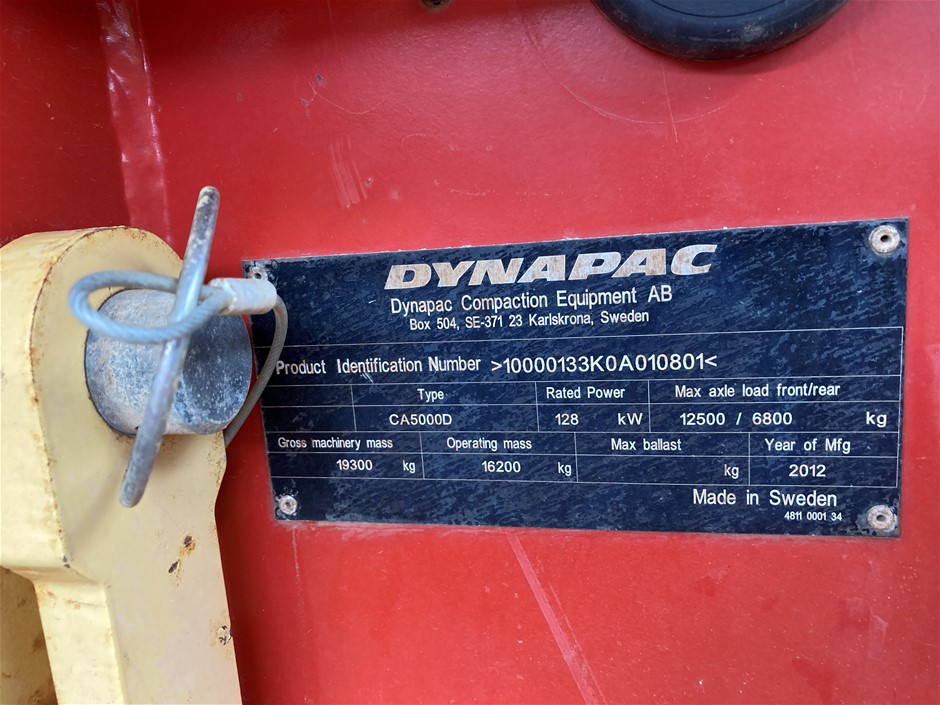 DYNAPAC
Dynapac Compaction Equipment AB
Box 504, SE-371 23 Karlskrona, Sweden
Product Identification Number >10000133K0A010801<
Type Rated Power Max axle load front/rear
CA5000D 128 kW 12500 / 6800 kg
Gross machinery mass Operating mass Max ballast Year of Mfg
19300 kg 16200 kg kg 2012
Made in Sweden
4811 0001 34